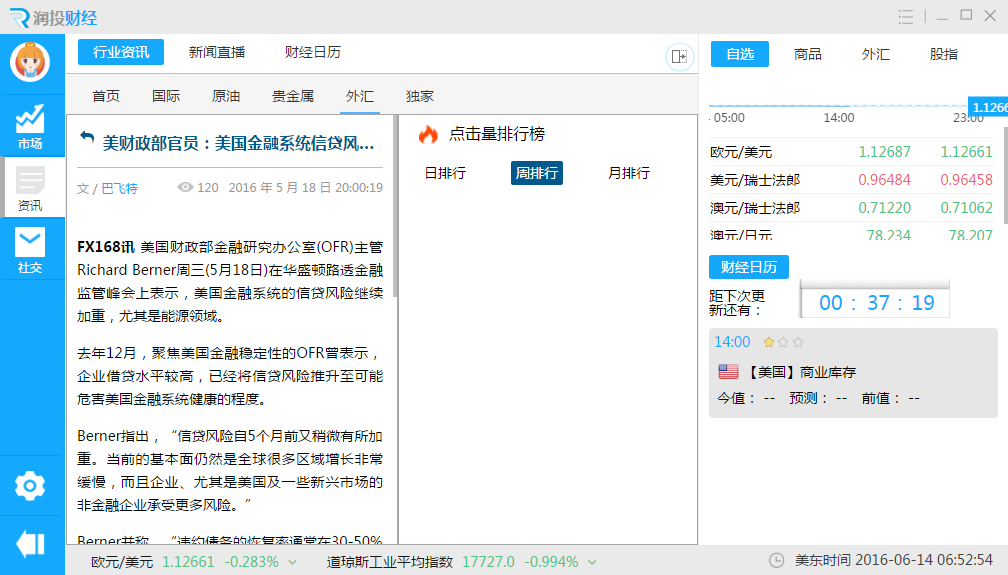 润投财经
行业资讯 新闻直播 财经日历
首页 国际 原油 贵金属 外汇 独家
市场
资讯
社交
美财政部官员：美国金融系统信贷风...
文 / 巴飞特 120 2016 年 5 月 18 日 20:00:19
FX168讯 美国财政部金融研究办公室(OFR)主管
Richard Berner周三(5月18日)在华盛顿路透金融
监管峰会上表示，美国金融系统的信贷风险继续
加重，尤其是能源领域。
去年12月，聚焦美国金融稳定性的OFR曾表示，
企业借贷水平较高，已经将信贷风险推升至可能
危害美国金融系统健康的程度。
Berner指出，“信贷风险自5个月前又稍微有所加
重。当前的基本面仍然是全球很多区域增长非常
缓慢，而且企业、尤其是美国及一些新兴市场的
非金融企业承受更多风险。”
Berner并称，“违约债务的恢复率通常在30-50%
点击量排行榜
日排行 周排行 月排行
自选 商品 外汇 股指
1.1266
05:00 14:00 23:00
欧元/美元 1.12687 1.12661
美元/瑞士法郎 0.96484 0.96458
澳元/瑞士法郎 0.71220 0.71062
澳元/日元 78.234 78.207
财经日历
距下次更
新还有： 00 : 37 : 19
14:00
【美国】商业库存
今值： -- 预测： -- 前值： --
欧元/美元 1.12661 -0.283% 道琼斯工业平均指数 17727.0 -0.994%
美东时间 2016-06-14 06:52:54